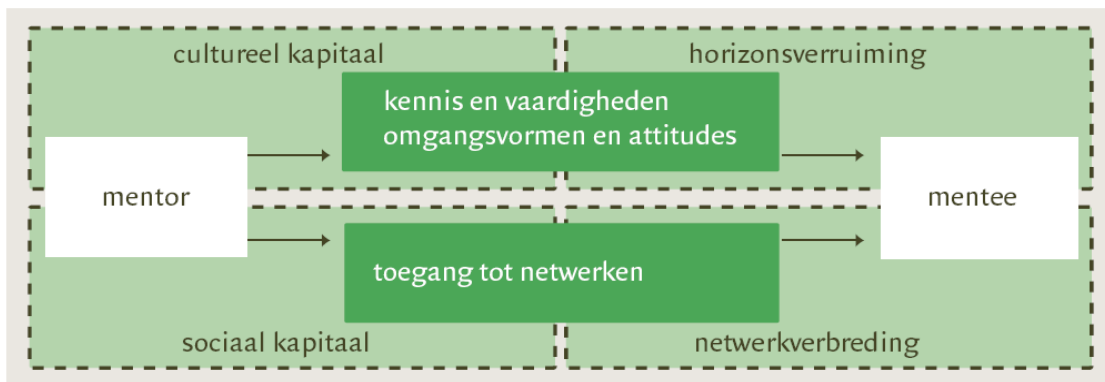 cultureel kapitaal
horizonsverruiming
kennis en vaardigheden
omgangsvormen en attitudes
mentor
mentee
toegang tot netwerken
sociaal kapitaal
netwerkverbreding